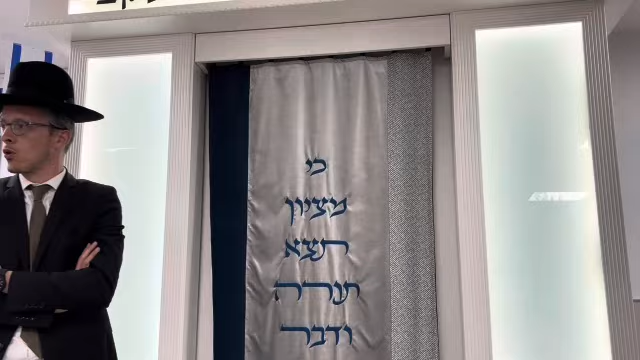 כי
מציון
תצא
תורה
ודבר